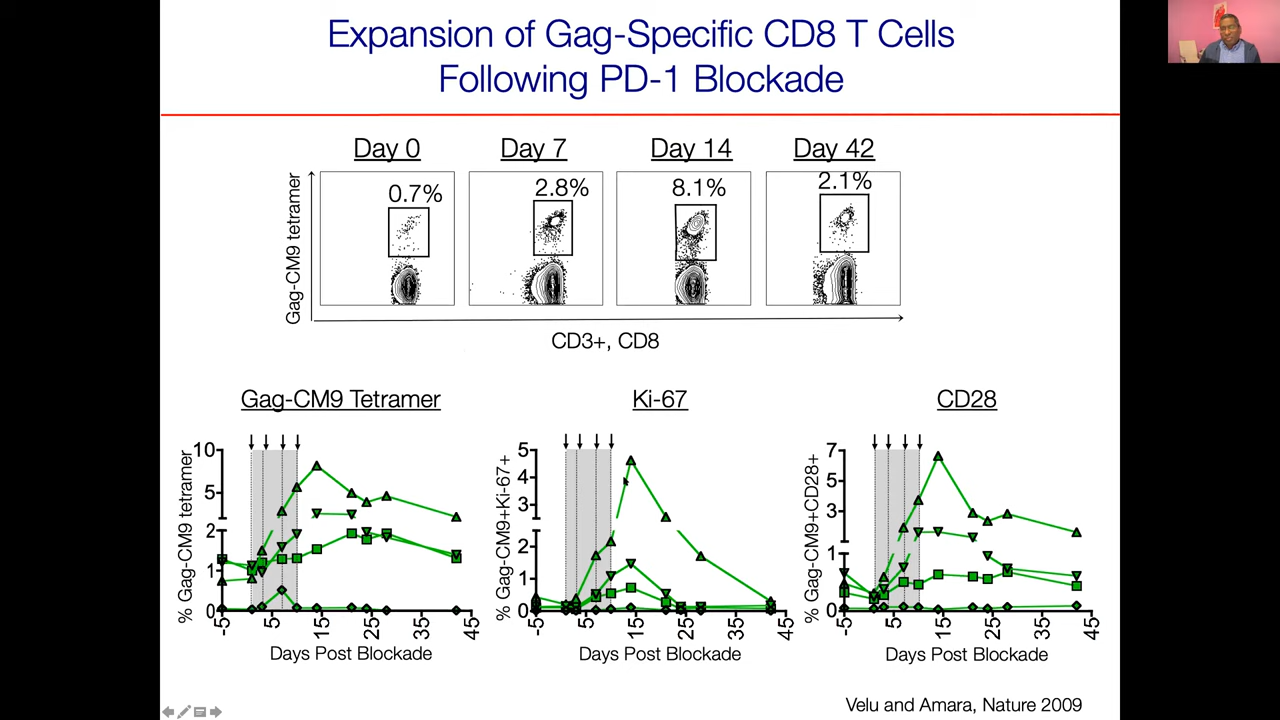 Expansion of Gag-Specific CD8 T Cells
Following PD-1 Blockade
Day 0
Day 7
Day 14
Day 42
0.7%
2.8%
8.1%
2.1%
Gag-CM9 tetramer
CD3+, CD8
Gag-CM9 Tetramer
Ki-67
CD28
% Gag-CM9 tetramer
10
5
2
1
0
-5
5
15
25
35
45
Days Post Blockade
% Gag-CM9+Ki-67+
5
4
3
2
1
0
-5
5
15
25
35
45
Days Post Blockade
% Gag-CM9+CD28+
7
5
3
1
0
-5
5
15
25
35
45
Days Post Blockade
Velu and Amara, Nature 2009